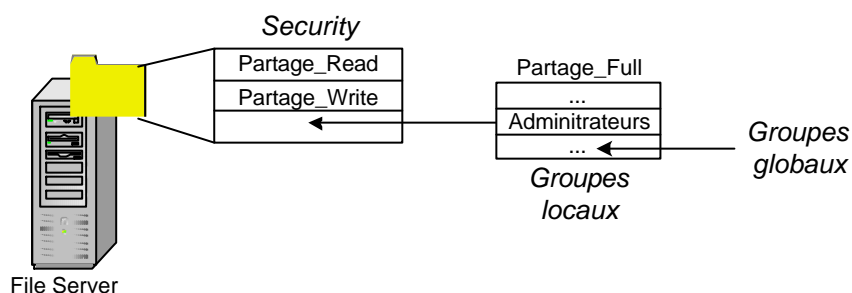 Security
Partage_Read
Partage_Write
Partage_Full
...
Adminitrateurs
...
Groupes
locaux
Groupes
globaux
File Server